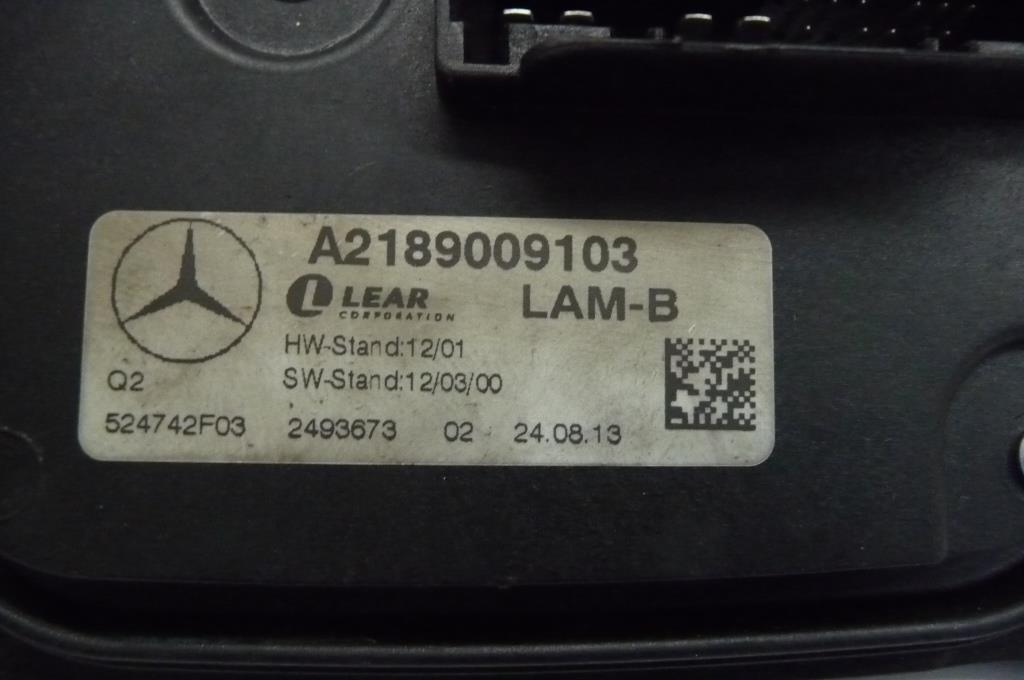 A2189009103
LEAR LAM-B
CORPORATION
HW-Stand:12/01
Q2 SW-Stand:12/03/00
524742F03 2493673 02 24.08.13